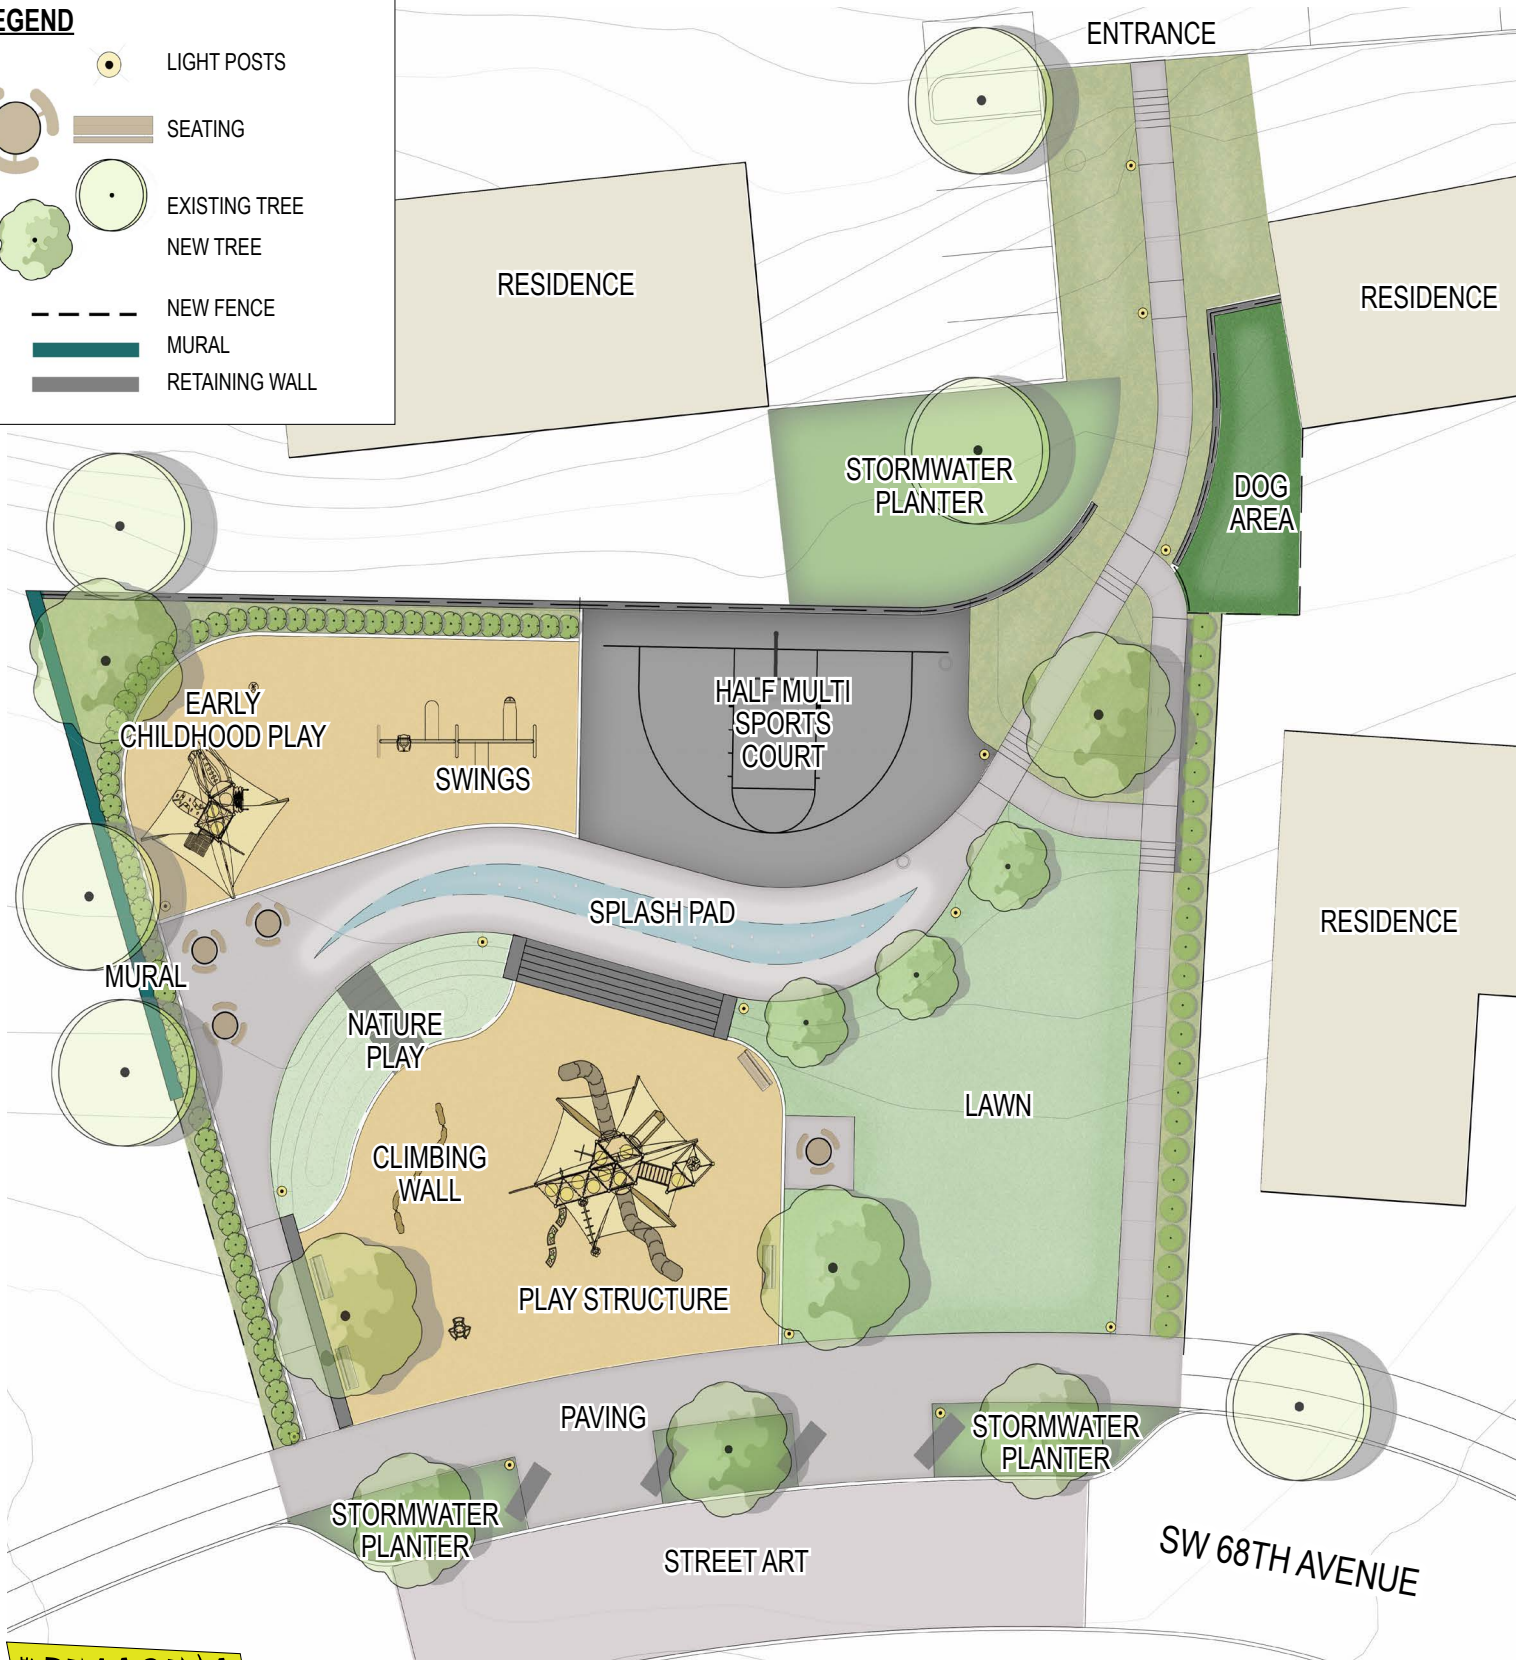 EGEND
LIGHT POSTS
SEATING
EXISTING TREE
NEW TREE
NEW FENCE
MURAL
RETAINING WALL
ENTRANCE
RESIDENCE
RESIDENCE
STORMWATER
PLANTER
DOG
AREA
EARLY
CHILDHOOD PLAY
SWINGS
HALF MULTI
SPORTS
COURT
SPLASH PAD
RESIDENCE
MURAL
NATURE
PLAY
LAWN
CLIMBING
WALL
PLAY STRUCTURE
PAVING
STORMWATER
PLANTER
STORMWATER
PLANTER
STREET ART
SW 68TH AVENUE